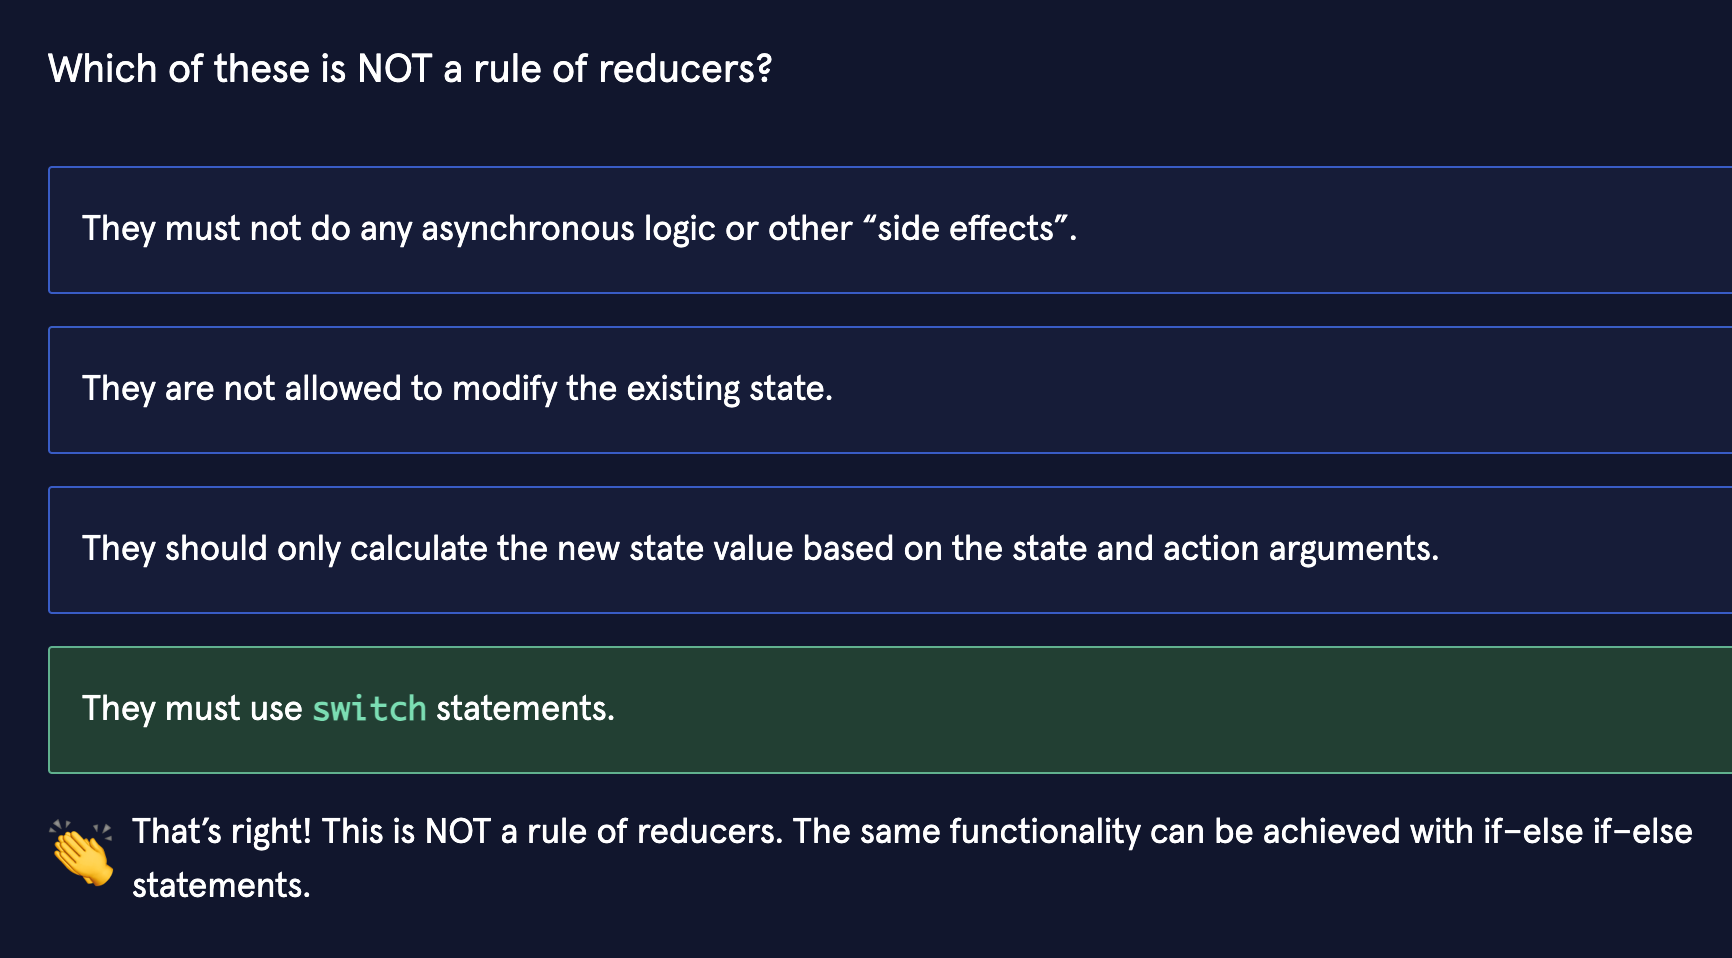 Which of these is NOT a rule of reducers?
They must not do any asynchronous logic or other “side effects”.
They are not allowed to modify the existing state.
They should only calculate the new state value based on the state and action arguments.
They must use switch statements.
That’s right! This is NOT a rule of reducers. The same functionality can be achieved with if–else if–else
statements.